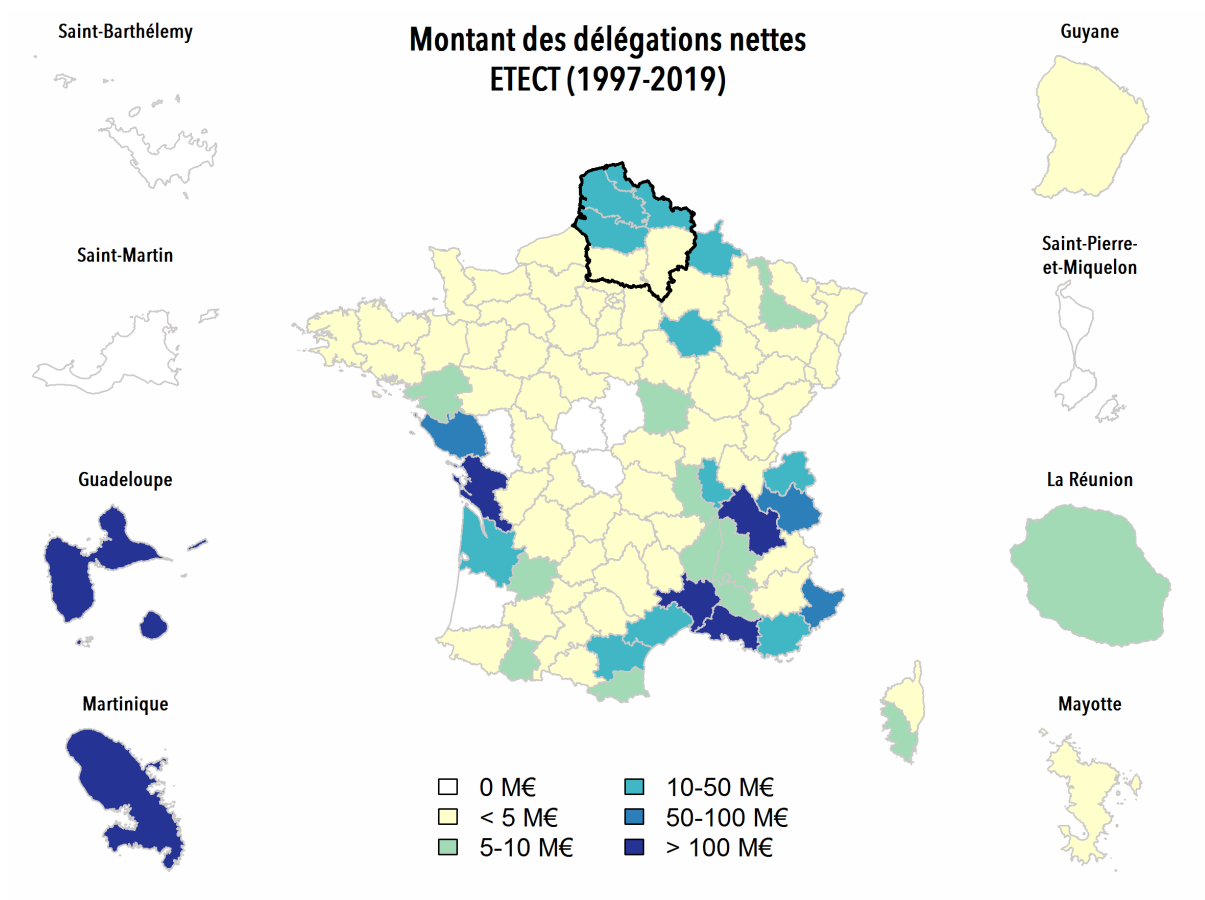 Montant des délégations nettes
ETECT (1997-2019)
Saint-Barthélemy
Guyane
Saint-Martin
Saint-Pierre-
et-Miquelon
Guadeloupe
La Réunion
Martinique
Mayotte
0 M€
< 5 M€
5-10 M€
10-50 M€
50-100 M€
> 100 M€